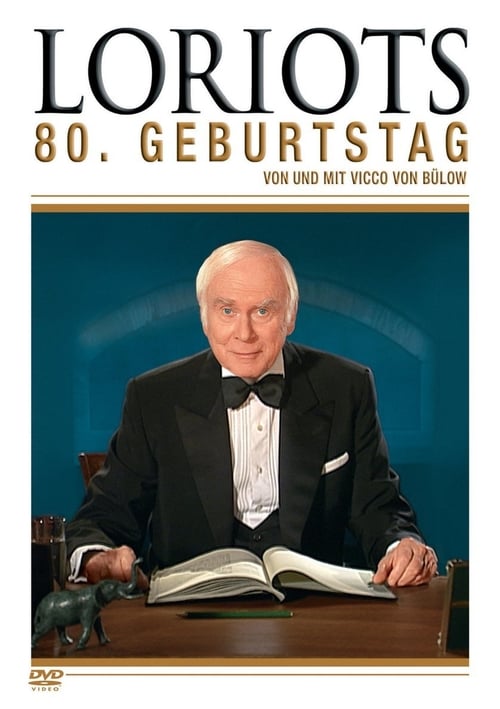 LORIOTS
80. GEBURTSTAG
VON UND MIT VICCO VON BÜLOW
DVD
VIDEO